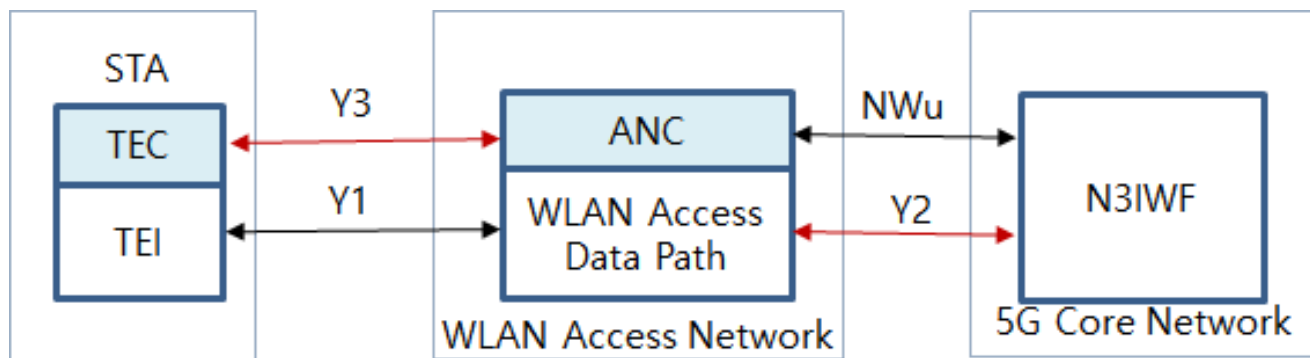 STA
TEC
TEI
Y3
Y1
ANC
WLAN Access
Data Path
WLAN Access Network
NWu
Y2
N3IWF
5G Core Network